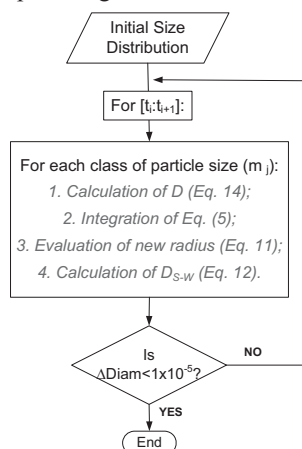 Initial Size
Distribution
For [ti:ti+1]:
For each class of particle size (m j):
1. Calculation of D (Eq. 14);
2. Integration of Eq. (5);
3. Evaluation of new radius (Eq. 11);
4. Calculation of DS-W (Eq. 12).
Is
ΔDiam<1x10-5?
NO
YES
End